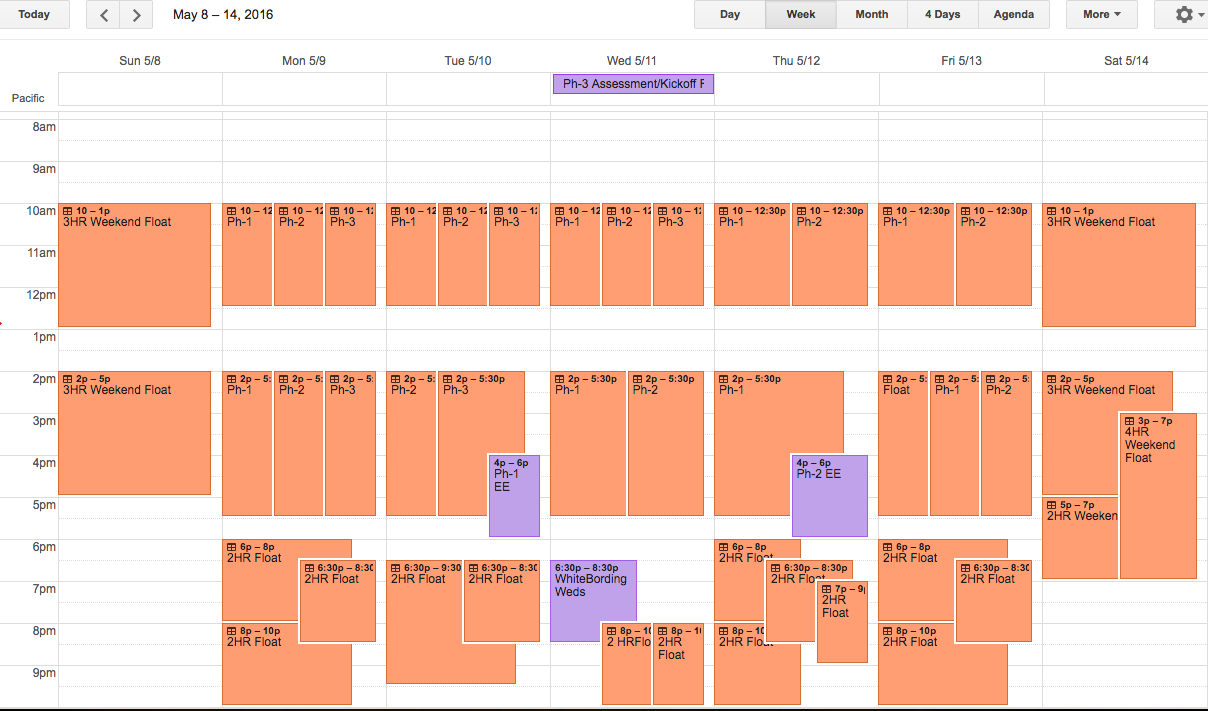 Today
May 8 – 14, 2016
Day
Week
Month
4 Days
Agenda
More
Sun 5/8
Mon 5/9
Tue 5/10
Wed 5/11
Thu 5/12
Fri 5/13
Sat 5/14
Pacific
Ph-3 Assessment/Kickoff F
8am
9am
10am
11am
12pm
1pm
2pm
3pm
4pm
5pm
6pm
7pm
8pm
9pm
10 – 1p
3HR Weekend Float
2p – 5p
3HR Weekend Float
10 – 12
Ph-1
10 – 12
Ph-2
10 – 12
Ph-3
2p – 5:
Ph-1
2p – 5:
Ph-2
2p – 5:
Ph-3
6p – 8p
2HR Float
6:30p – 8:30
2HR Float
8p – 10p
2HR Float
10 – 12
Ph-1
10 – 12
Ph-2
10 – 12
Ph-3
2p – 5:
Ph-2
2p – 5:30p
Ph-3
4p – 6p
Ph-1
EE
6:30p – 9:30
2HR Float
6:30p – 8:30
2HR Float
10 – 12
Ph-1
10 – 12
Ph-2
10 – 12
Ph-3
2p – 5:30p
Ph-1
2p – 5:30p
Ph-2
6:30p – 8:30p
WhiteBording
Weds
8p – 10
2 HRFlo
8p – 10
2HR
Float
10 – 12:30p
Ph-1
10 – 12:30p
Ph-2
2p – 5:30p
Ph-1
4p – 6p
Ph-2 EE
6p – 8p
2HR Float
6:30p – 8:30p
2HR Float
7p – 9p
2HR
Float
8p – 10
2HR Float
10 – 12:30p
Ph-1
10 – 12:30p
Ph-2
2p – 5:
Float
2p – 5:
Ph-1
2p – 5:
Ph-2
6p – 8p
2HR Float
6:30p – 8:30
2HR Float
8p – 10p
2HR Float
10 – 1p
3HR Weekend Float
2p – 5p
3HR Weekend Float
3p – 7p
4HR
Weekend
Float
5p – 7p
2HR Weeken